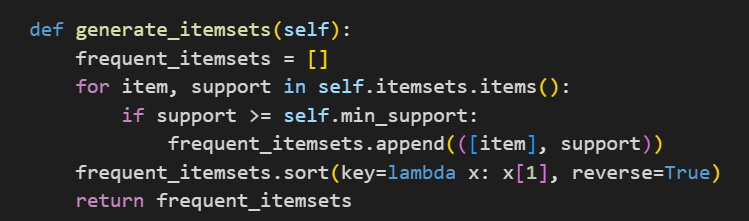 def generate_itemsets(self):
    frequent_itemsets = []
    for item, support in self.itemsets.items():
        if support >= self.min_support:
            frequent_itemsets.append(([item], support))
    frequent_itemsets.sort(key=lambda x: x[1], reverse=True)
    return frequent_itemsets